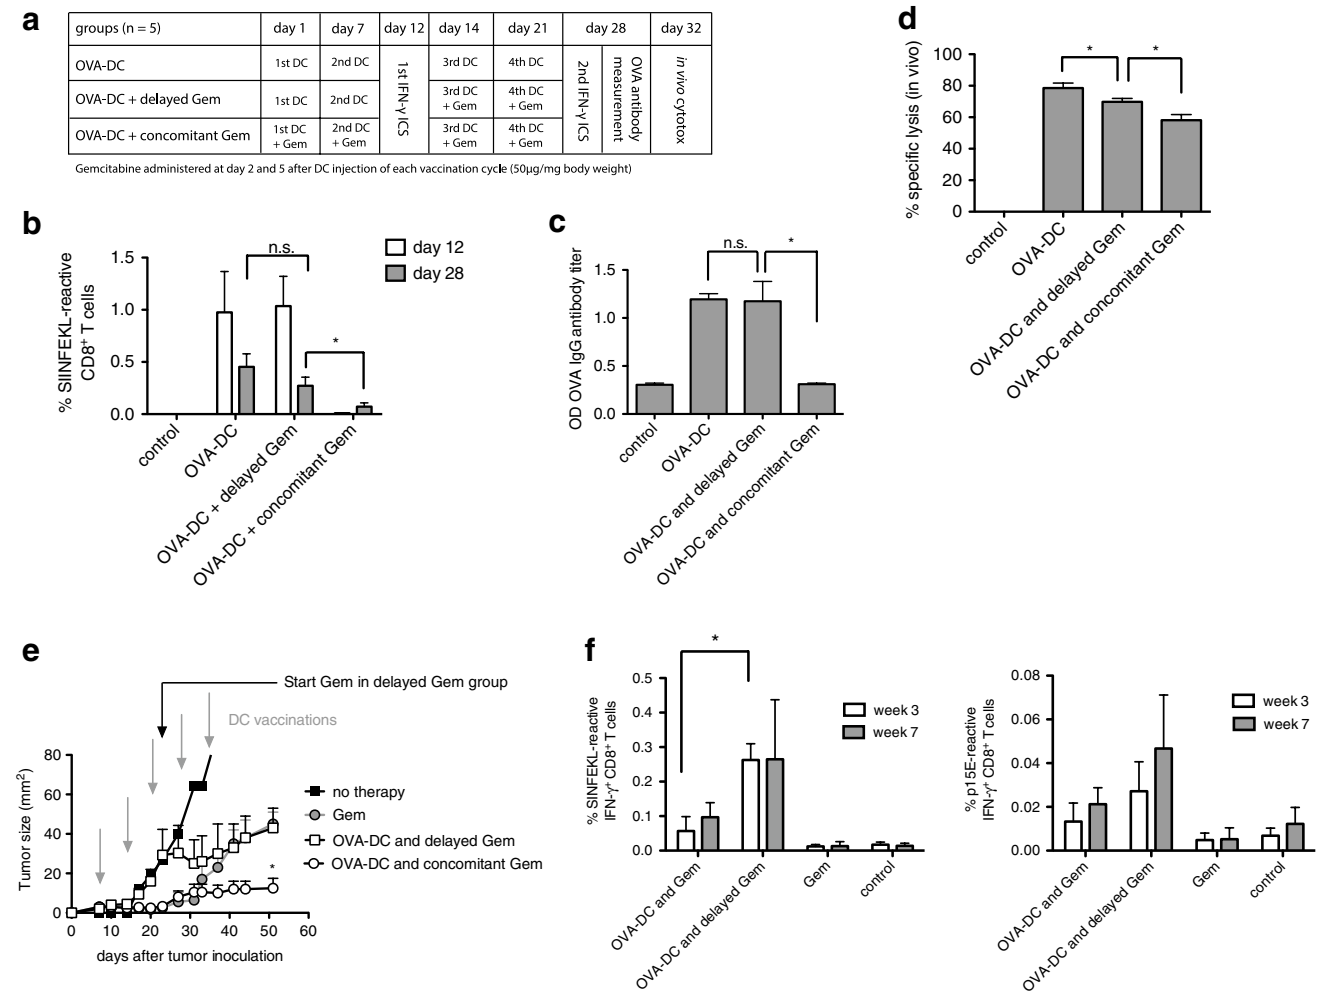 a
groups (n = 5) day 1 day 7 day 12 day 14 day 21 day 28 day 32
OVA-DC 1st DC 2nd DC 3rd DC 4th DC
OVA-DC + delayed Gem 1st DC 2nd DC 3rd DC + Gem 4th DC + Gem
OVA-DC + concomitant Gem 1st DC + Gem 2nd DC + Gem 3rd DC + Gem 4th DC + Gem
1st IFN-γ ICS
2nd IFN-γ ICS
OVA antibody
measurement
in vivo cytotox
Gemcitabine administered at day 2 and 5 after DC injection of each vaccination cycle (50µg/mg body weight)
b
% SIINFEKL-reactive
CD8+ T cells
1.5
1.0
0.5
0.0
n.s.
*
day 12
day 28
control
OVA-DC
OVA-DC + delayed Gem
OVA-DC + concomitant Gem
c
OD OVA IgG antibody titer
1.5
1.0
0.5
0.0
n.s.
*
control
OVA-DC
OVA-DC and delayed Gem
OVA-DC and concomitant Gem
d
% specific lysis (in vivo)
100
80
60
40
20
0
*
*
control
OVA-DC
OVA-DC and delayed Gem
OVA-DC and concomitant Gem
e
Start Gem in delayed Gem group
DC vaccinations
Tumor size (mm2)
80
60
40
20
0
0 10 20 30 40 50 60
days after tumor inoculation
*
no therapy
Gem
OVA-DC and delayed Gem
OVA-DC and concomitant Gem
f
% SINFEKL-reactive
IFN-γ+ CD8+ T cells
0.5
0.4
0.3
0.2
0.1
0.0
*
week 3
week 7
OVA-DC and Gem
OVA-DC and delayed Gem
Gem
control
% p15E-reactive
IFN-γ+ CD8+ T cells
0.08
0.06
0.04
0.02
0.00
week 3
week 7
OVA-DC and Gem
OVA-DC and delayed Gem
Gem
control